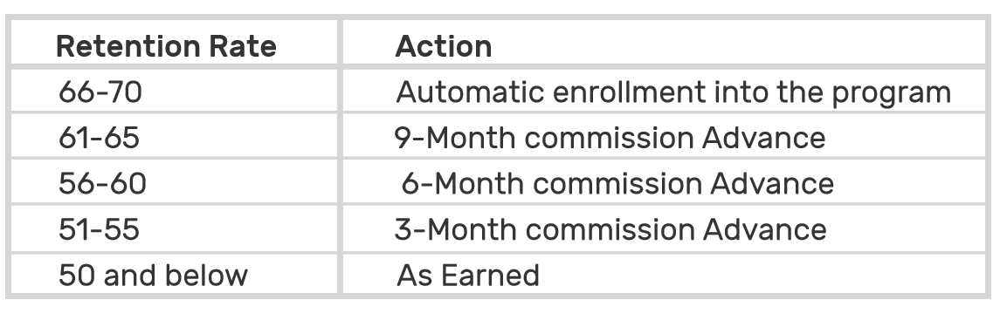 Retention Rate Action
66-70 Automatic enrollment into the program
61-65 9-Month commission Advance
56-60 6-Month commission Advance
51-55 3-Month commission Advance
50 and below As Earned